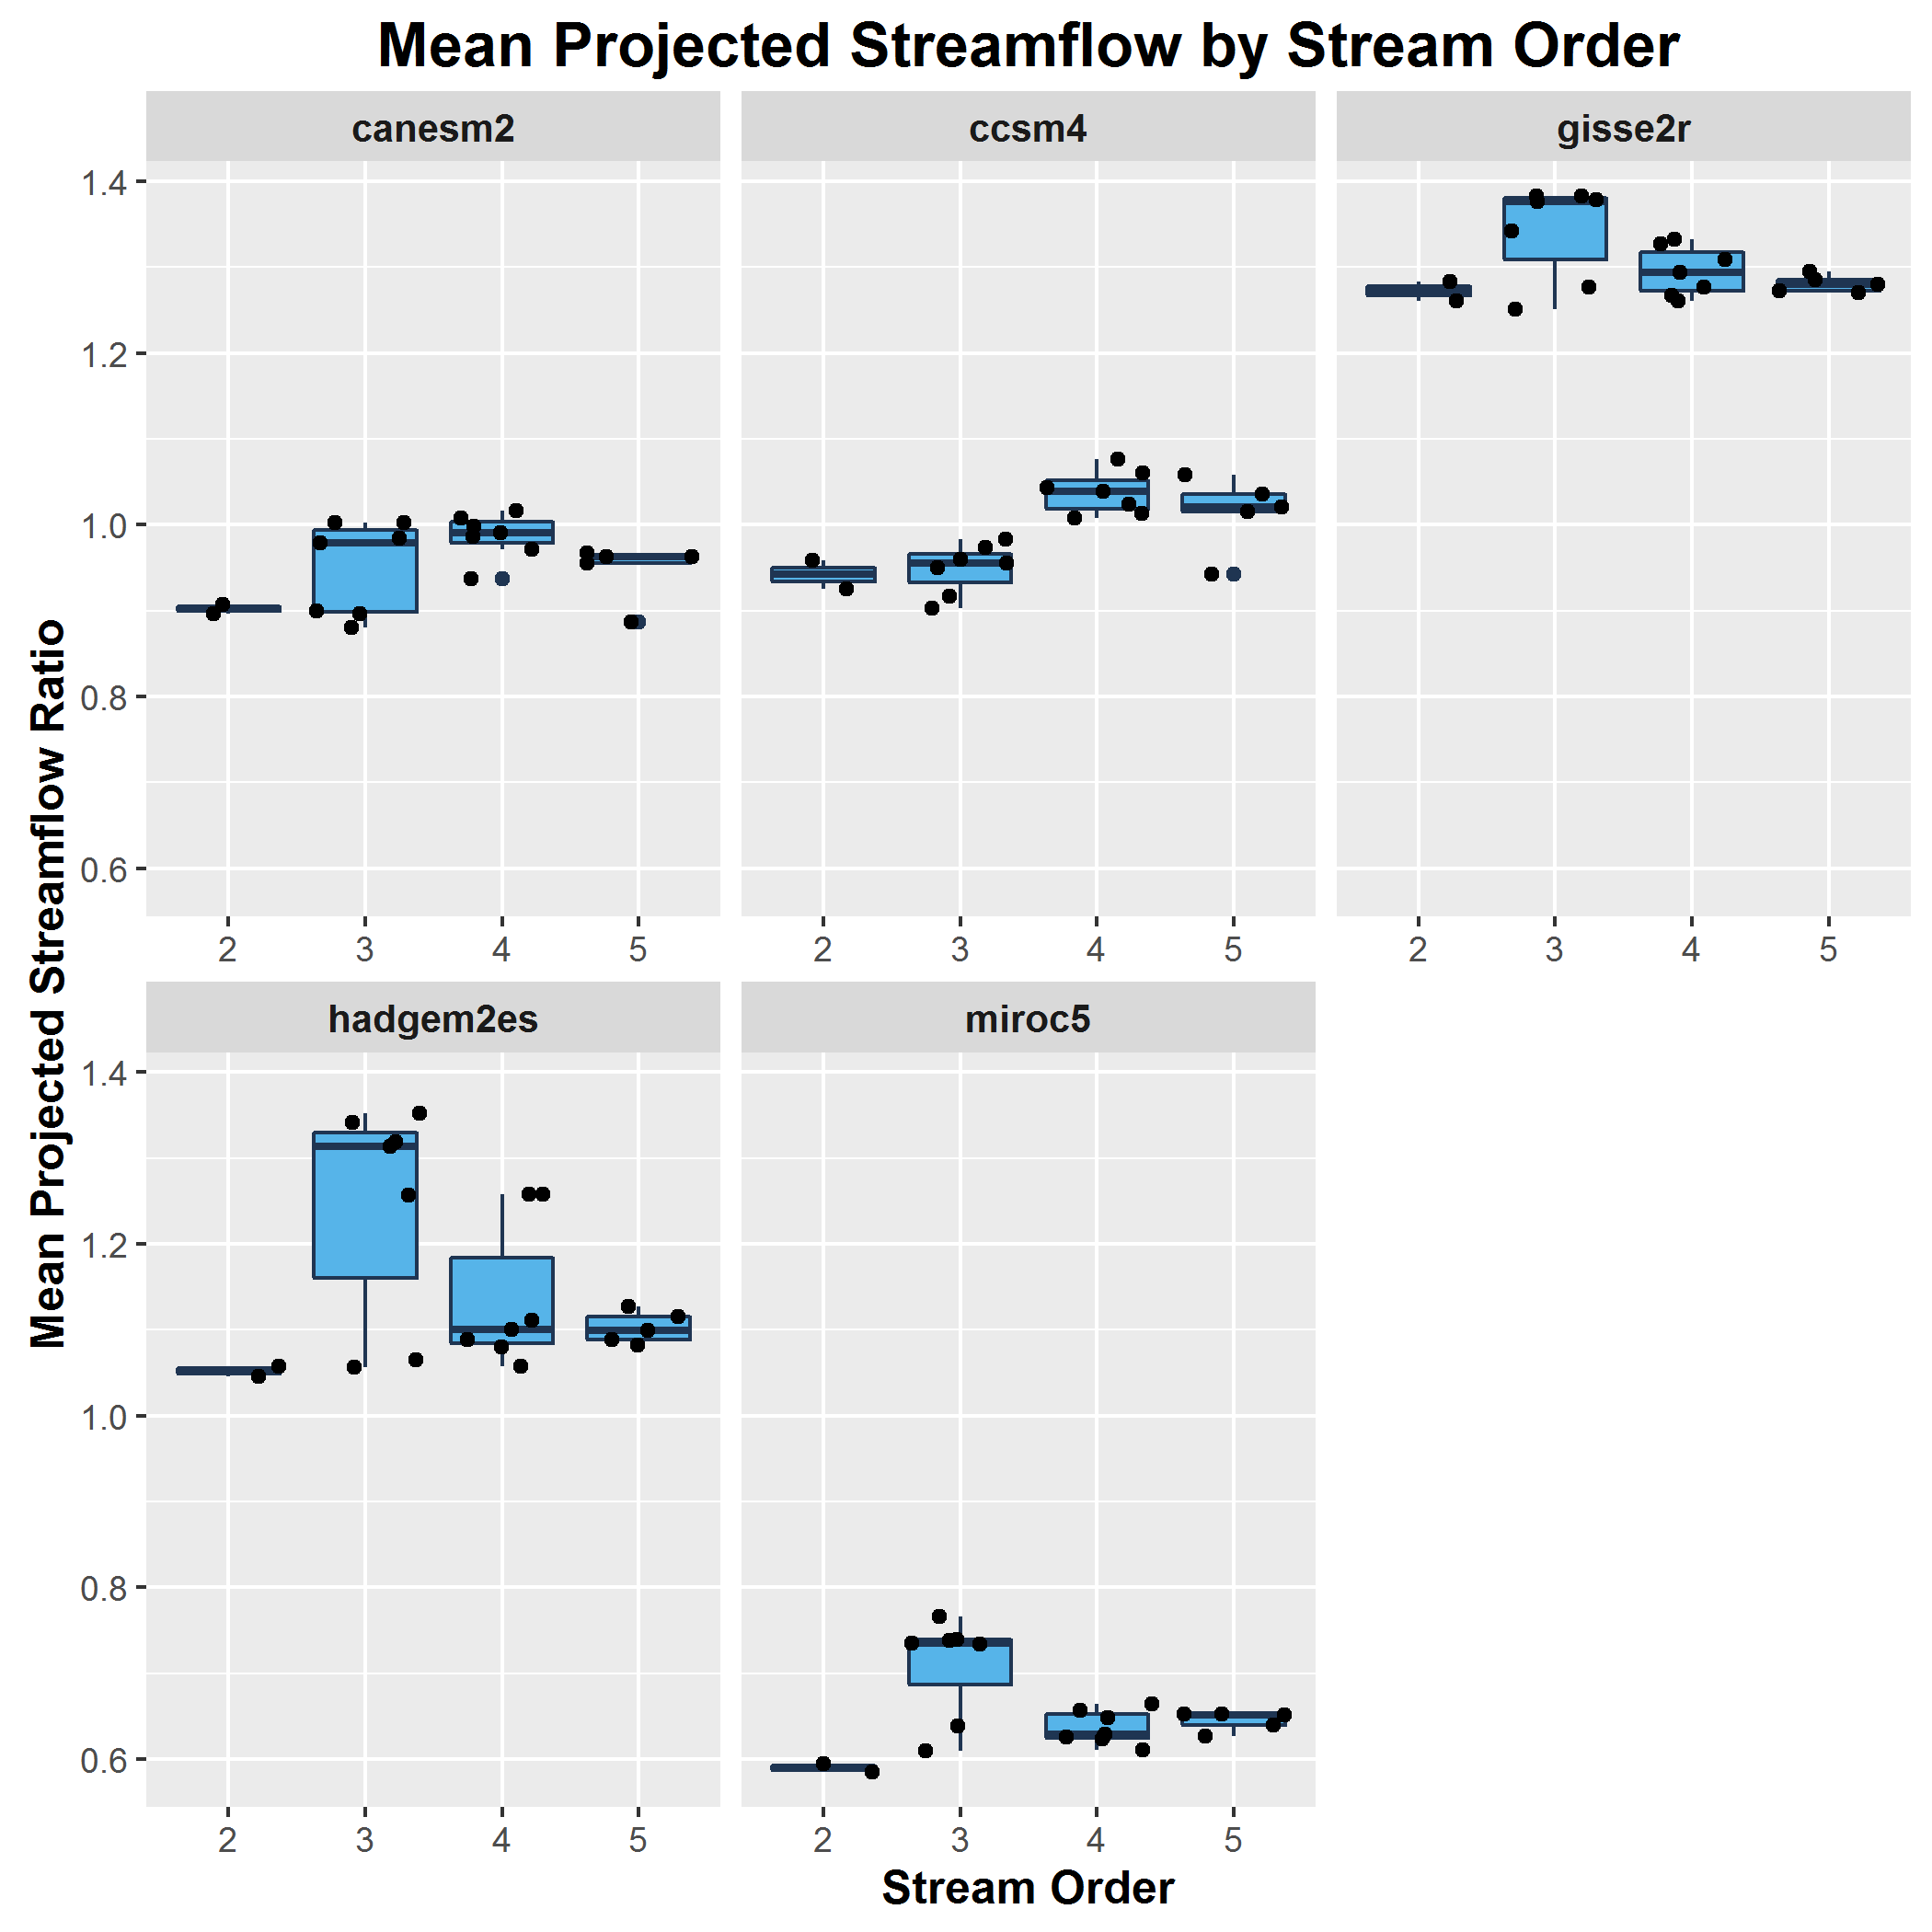 Mean Projected Streamflow by Stream Order
canesm2
ccsm4
gisse2r
1.4
1.2
1.0
0.8
0.6
2 3 4 5
2 3 4 5
2 3 4 5
Mean Projected Streamflow Ratio
hadgem2es
miroc5
1.4
1.2
1.0
0.8
0.6
2 3 4 5
2 3 4 5
Stream Order